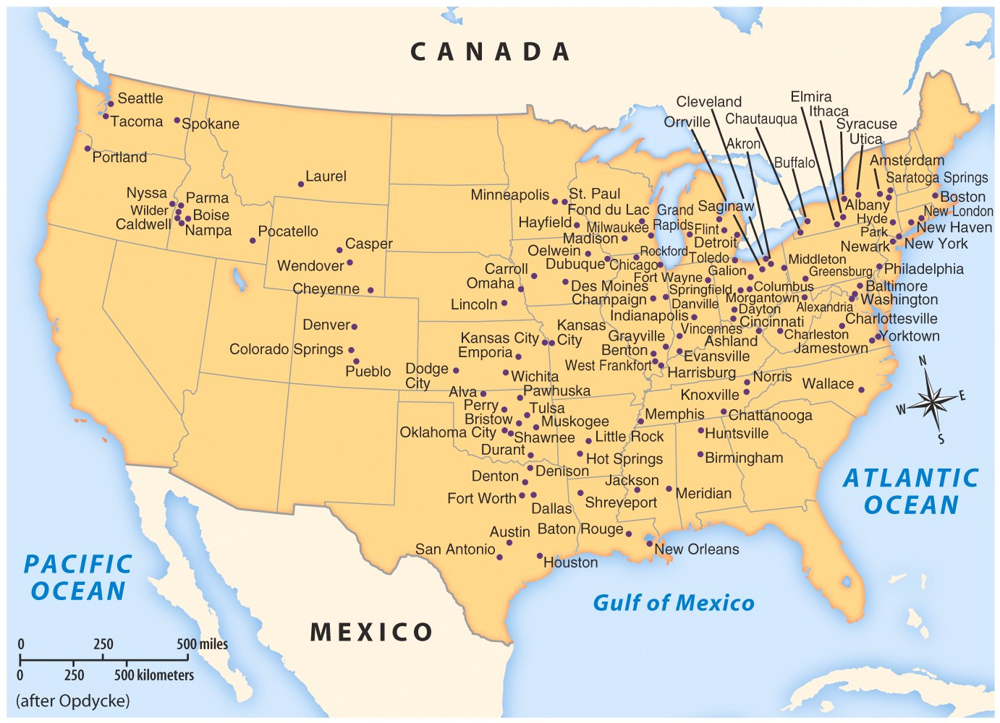 CANADA
Cleveland
Elmira
Orrville
Chautauqua
Ithaca
Syracuse
Akron
Utica
Buffalo
Amsterdam
Saratoga Springs
Seattle
Tacoma
Spokane
Portland
Laurel
Nyssa
Parma
Wilder
Boise
Caldwell
Nampa
Pocatello
Casper
Wendover
Cheyenne
Minneapolis
St. Paul
Fond du Lac
Grand
Rapids
Saginaw
Albany
Boston
New London
Hayfield
Milwaukee
Flint
Hyde
Park
New Haven
Madison
Detroit
Newark
New York
Oelwein
Rockford
Toledo
Middleton
Dubuque
Chicago
Galion
Greensburg
Philadelphia
Carroll
Fort Wayne
Omaha
Des Moines
Springfield
Columbus
Baltimore
Lincoln
Champaign
Danville
Morgantown
Washington
Alexandria
Dayton
Indianapolis
Cincinnati
Charlottesville
Denver
Kansas City
Kansas
City
Grayville
Vincennes
Ashland
Charleston
Yorktown
Colorado Springs
Emporia
Benton
Evansville
Jamestown
Pueblo
Dodge
City
Wichita
West Frankfort
Harrisburg
Norris
Wallace
Alva
Pawhuska
Knoxville
Perry
Tulsa
Memphis
Chattanooga
Bristow
Muskogee
Oklahoma City
Shawnee
Little Rock
Huntsville
Durant
Hot Springs
Birmingham
Denison
Denton
Jackson
Fort Worth
Dallas
Shreveport
Meridian
Austin
Baton Rouge
San Antonio
Houston
New Orleans
N
W
E
S
ATLANTIC
OCEAN
PACIFIC
OCEAN
Gulf of Mexico
MEXICO
0 250 500 miles
0 250 500 kilometers
(after Opdycke)